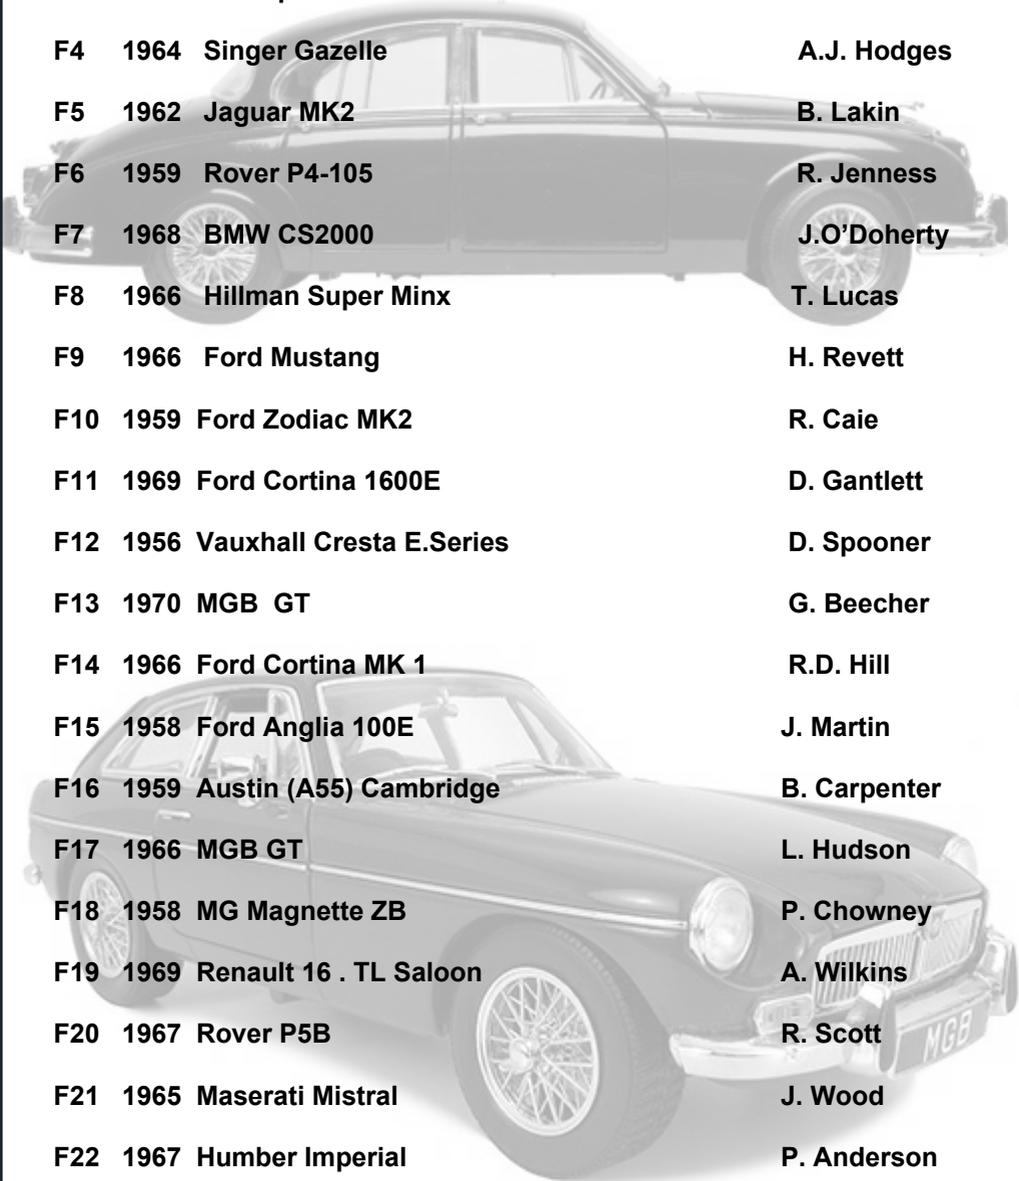 F4 1964 Singer Gazelle A.J. Hodges
F5 1962 Jaguar MK2 B. Lakin
F6 1959 Rover P4-105 R. Jenness
F7 1968 BMW CS2000 J.O’Doherty
F8 1966 Hillman Super Minx T. Lucas
F9 1966 Ford Mustang H. Revett
F10 1959 Ford Zodiac MK2 R. Caie
F11 1969 Ford Cortina 1600E D. Gantlett
F12 1956 Vauxhall Cresta E.Series D. Spooner
F13 1970 MGB GT G. Beecher
F14 1966 Ford Cortina MK 1 R.D. Hill
F15 1958 Ford Anglia 100E J. Martin
F16 1959 Austin (A55) Cambridge B. Carpenter
F17 1966 MGB GT L. Hudson
F18 1958 MG Magnette ZB P. Chowney
F19 1969 Renault 16 . TL Saloon A. Wilkins
F20 1967 Rover P5B R. Scott
MGB
F21 1965 Maserati Mistral J. Wood
F22 1967 Humber Imperial P. Anderson